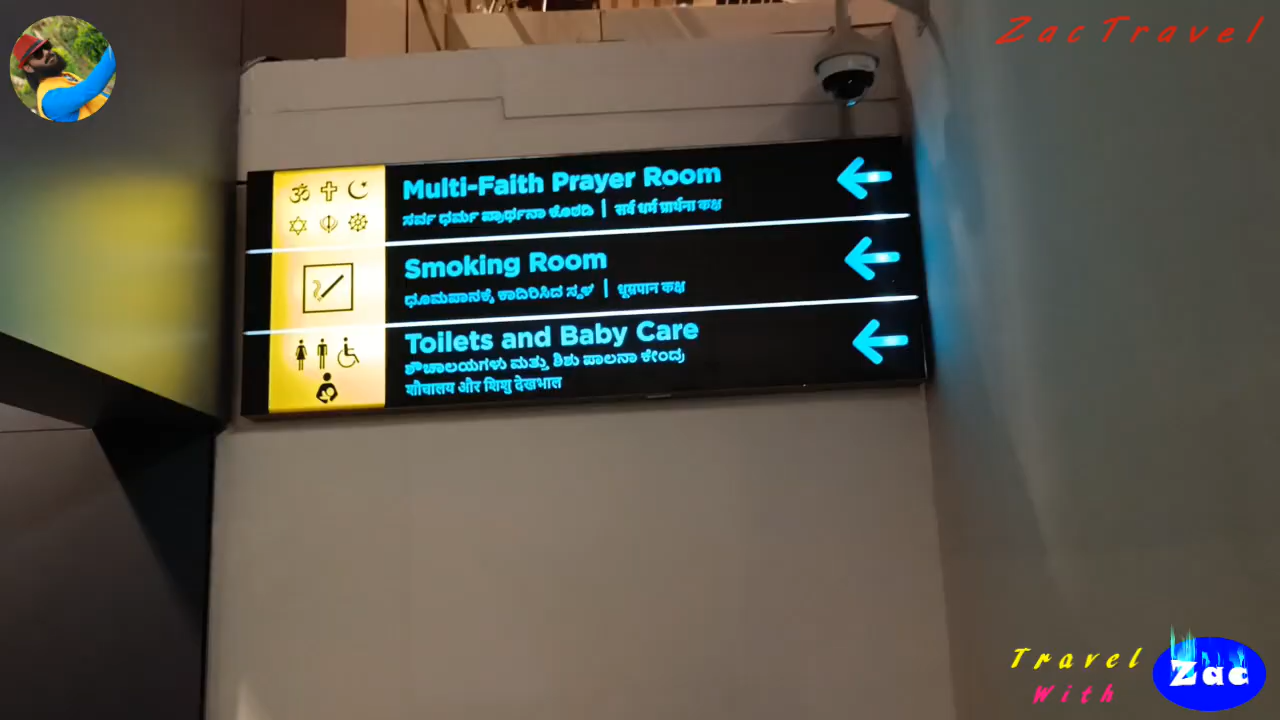 ZacTravel
Multi-Faith Prayer Room
ಸರ್ವ ಧರ್ಮ ಪ್ರಾರ್ಥನಾ ಕೊಠಡಿ | सर्व धर्म प्रार्थना कक्ष
Smoking Room
ಧೂಮಪಾನಕ್ಕೆ ಕಾದಿರಿಸಿದ ಸ್ಥಳ | धूम्रपान कक्ष
Toilets and Baby Care
ಶೌಚಾಲಯಗಳು ಮತ್ತು ಶಿಶು ಪಾಲನಾ ಕೇಂದ್ರ
शौचालय और शिशु देखभाल
Travel
With
Zac